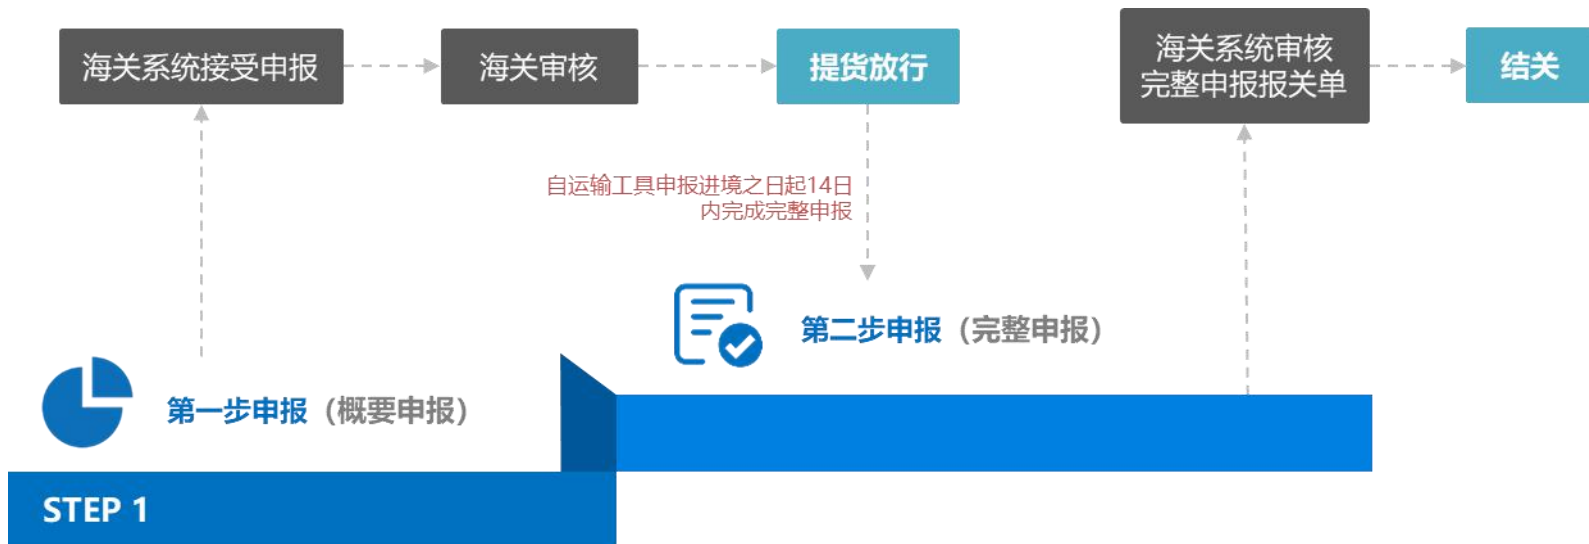 海关系统接受申报
海关审核
提货放行
海关系统审核
完整申报报关单
结关
自运输工具申报进境之日起14日
内完成完整申报
第二步申报（完整申报）
第一步申报（概要申报）
STEP 1